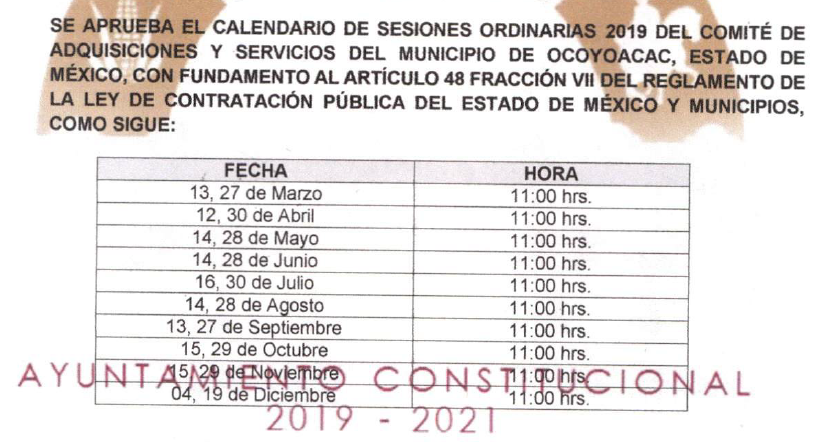 SE APRUEBA EL CALENDARIO DE SESIONES ORDINARIAS 2019 DEL COMITÉ DE
ADQUISICIONES Y SERVICIOS DEL MUNICIPIO DE OCOYOACAC, ESTADO DE
MÉXICO, CON FUNDAMENTO AL ARTÍCULO 48 FRACCIÓN VII DEL REGLAMENTO DE
LA LEY DE CONTRATACIÓN PÚBLICA DEL ESTADO DE MÉXICO Y MUNICIPIOS,
COMO SIGUE:
FECHA HORA
13, 27 de Marzo 11:00 hrs.
12, 30 de Abril 11:00 hrs.
14, 28 de Mayo 11:00 hrs.
14, 28 de Junio 11:00 hrs.
16, 30 de Julio 11:00 hrs.
14, 28 de Agosto 11:00 hrs.
13, 27 de Septiembre 11:00 hrs.
15, 29 de Octubre 11:00 hrs.
15, 29 de Noviembre 11:00 hrs.
AYUNTAMIENTO CONSTITUCIONAL
04, 19 de Diciembre 11:00 hrs.
2019 - 2021